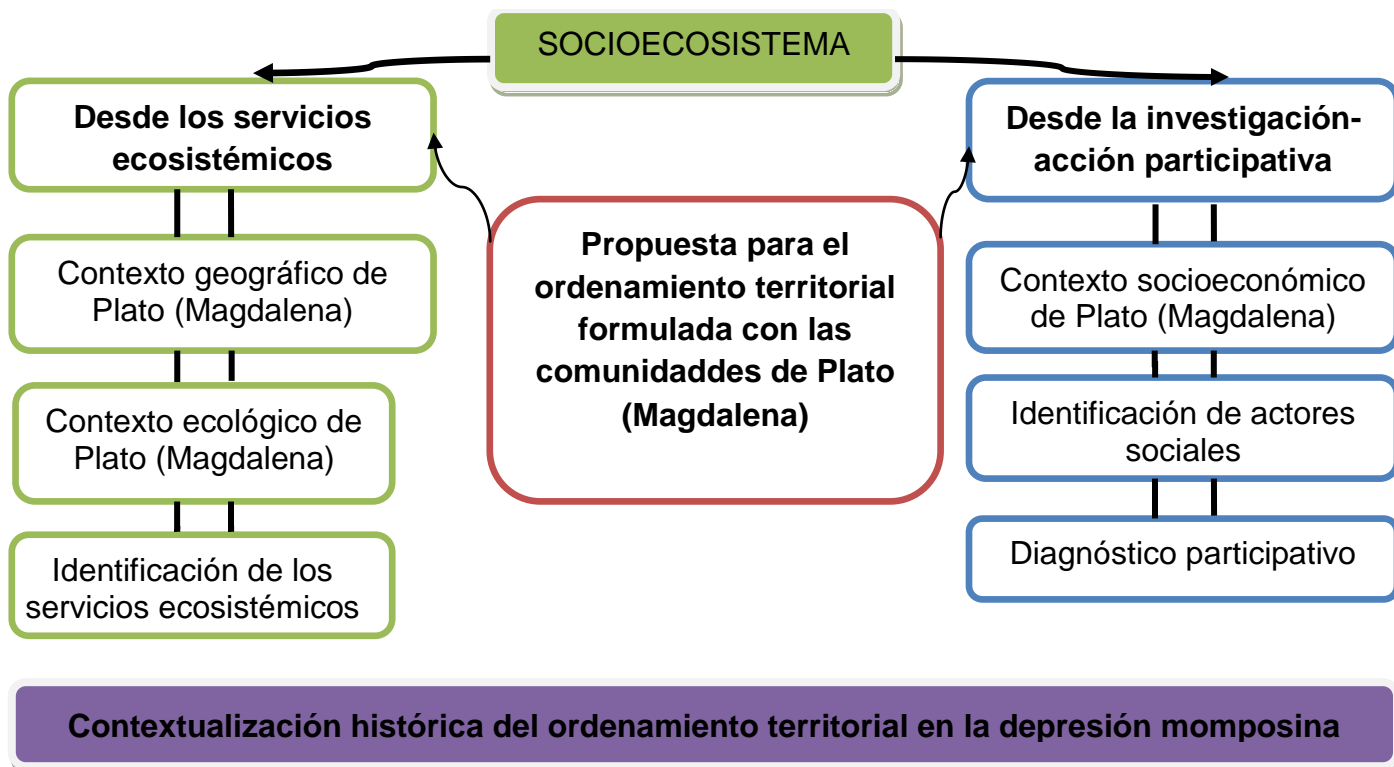 SOCIOECOSISTEMA
Desde los servicios
ecosistémicos
Contexto geográfico de
Plato (Magdalena)
Contexto ecológico de
Plato (Magdalena)
Identificación de los
servicios ecosistémicos
Propuesta para el
ordenamiento territorial
formulada con las
comunidaddes de Plato
(Magdalena)
Desde la investigación-
acción participativa
Contexto socioeconómico
de Plato (Magdalena)
Identificación de actores
sociales
Diagnóstico participativo
Contextualización histórica del ordenamiento territorial en la depresión momposina